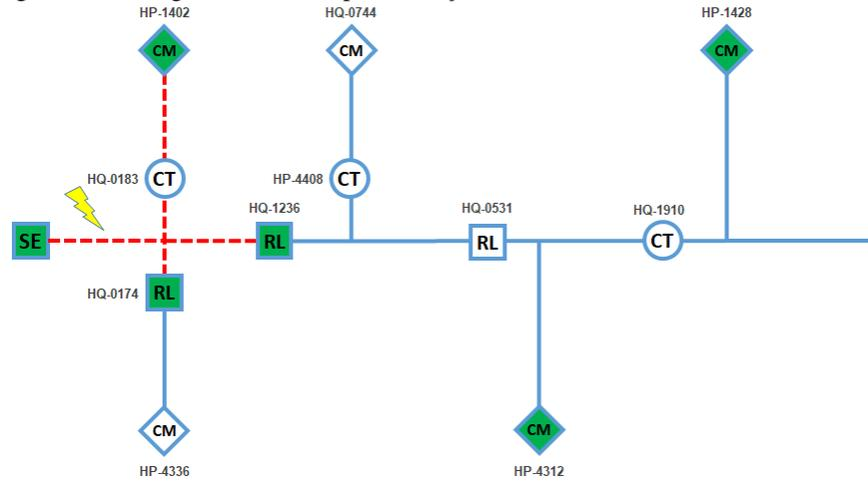 HP-1402
HQ-0744
HP-1428
CM
CM
CM
HQ-0183
CT
HP-4408
CT
HQ-1236
HQ-0531
HQ-1910
SE
RL
RL
CT
HQ-0174
RL
CM
CM
HP-4336
HP-4312